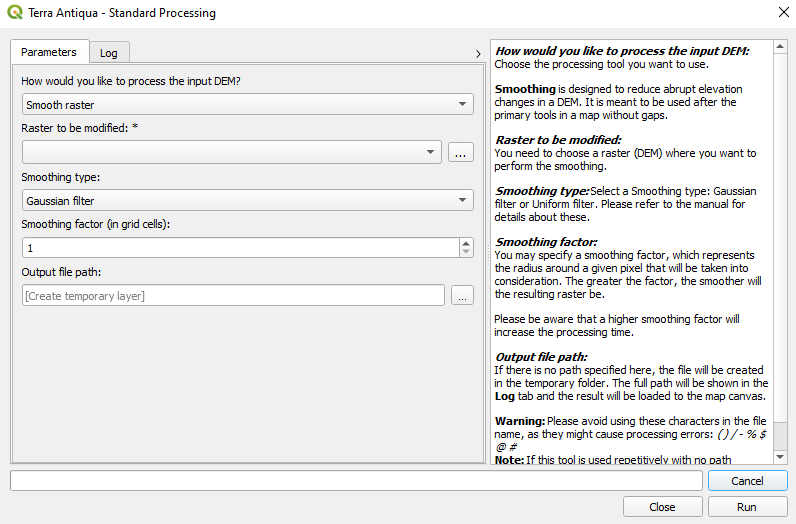 Terra Antiqua - Standard Processing
Parameters
Log
How would you like to process the input DEM?
Smooth raster
Raster to be modified: *
...
Smoothing type:
Gaussian filter
Smoothing factor (in grid cells):
1
Output file path:
[Create temporary layer]
...
How would you like to process the input DEM:
Choose the processing tool you want to use.
Smoothing is designed to reduce abrupt elevation
changes in a DEM. It is meant to be used after the
primary tools in a map without gaps.
Raster to be modified:
You need to choose a raster (DEM) where you want to
perform the smoothing.
Smoothing type: Select a Smoothing type: Gaussian
filter or Uniform filter. Please refer to the manual for
details about these.
Smoothing factor:
You may specify a smoothing factor, which represents
the radius around a given pixel that will be taken into
consideration. The greater the factor, the smoother will
the resulting raster be.
Please be aware that a higher smoothing factor will
increase the processing time.
Output file path:
If there is no path specified here, the file will be created
in the temporary folder. The full path will be shown in the
Log tab and the result will be loaded to the map canvas.
Warning: Please avoid using these characters in the file
name, as they might cause processing errors: ( ) / - % $
@ #
Note: If this tool is used repetitively with no path
Cancel
Close
Run